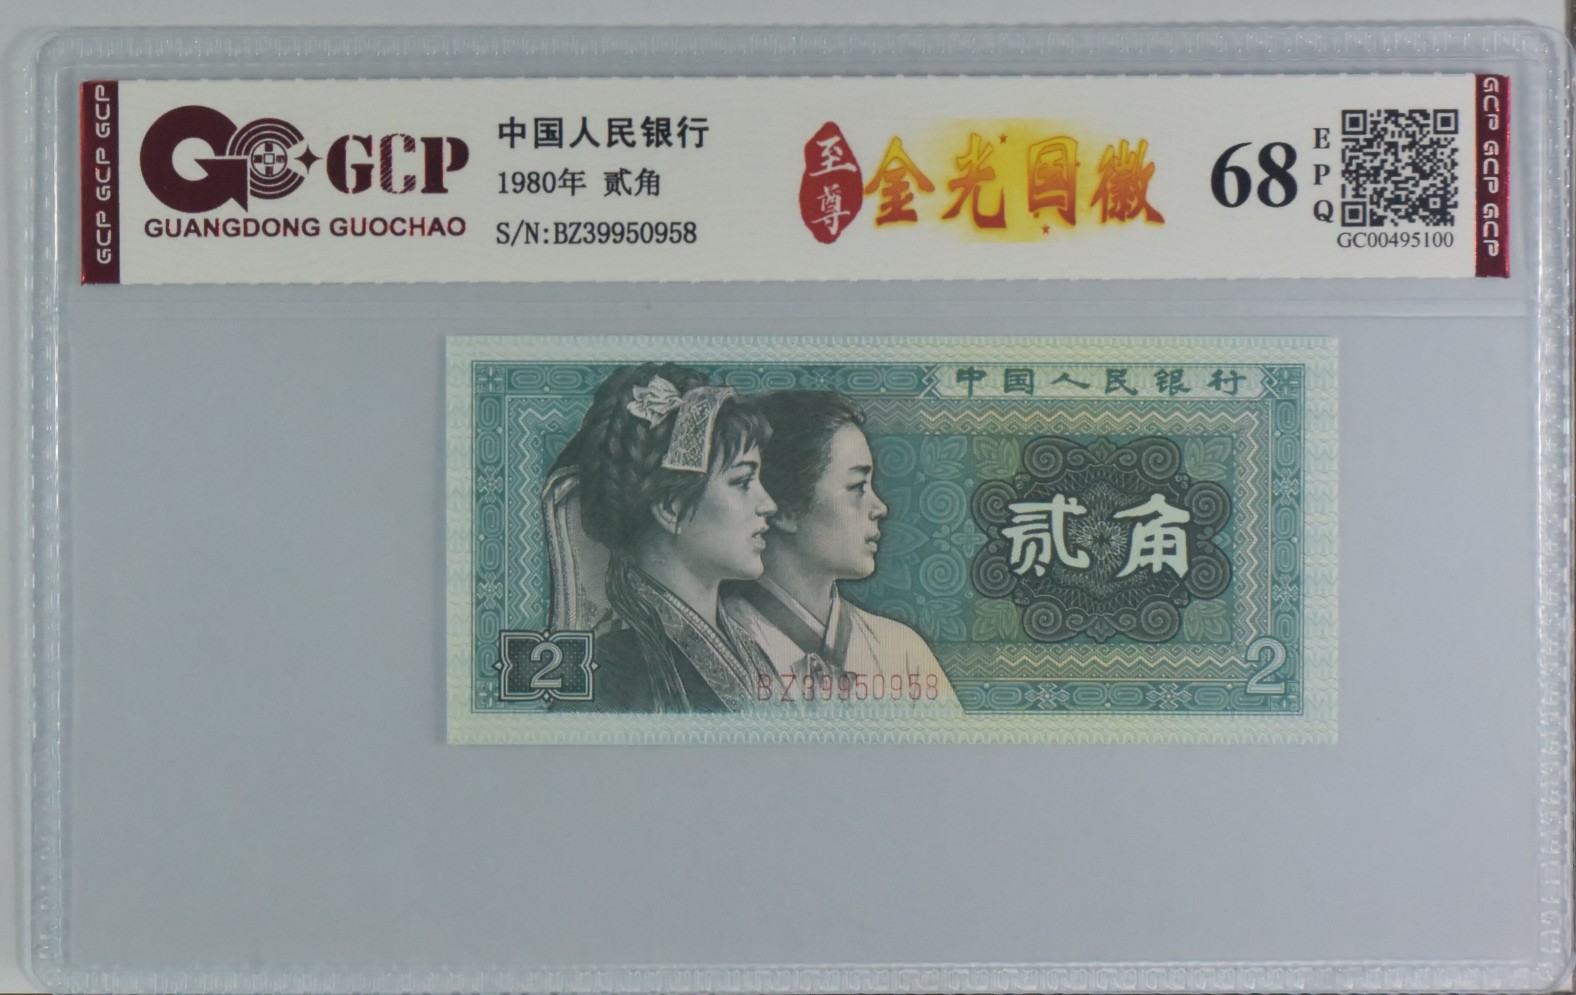 GCP GCP GCP
GCP
GUANGDONG GUOCHAO
中国人民银行
1980年 贰角
S/N:BZ39950958
至尊
金光国徽
68
EPQ
GC00495100
GCP GCP GCP
中国人民银行
贰角
2
BZ39950958
2